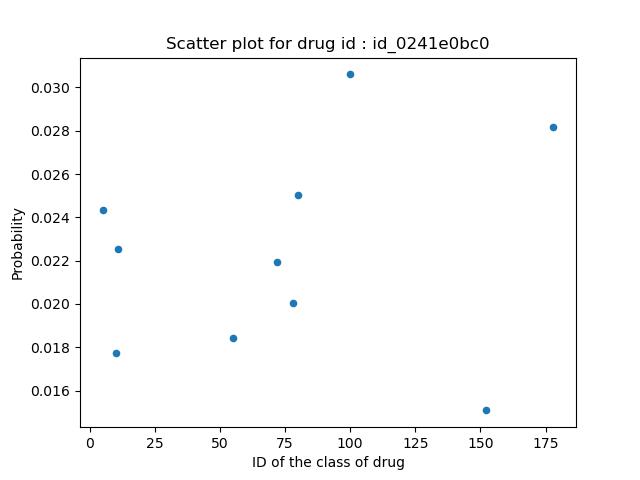 Scatter plot for drug id : id_0241e0bc0
0.030
0.028
0.026
0.024
0.022
0.020
0.018
0.016
Probability
0 25 50 75 100 125 150 175
ID of the class of drug